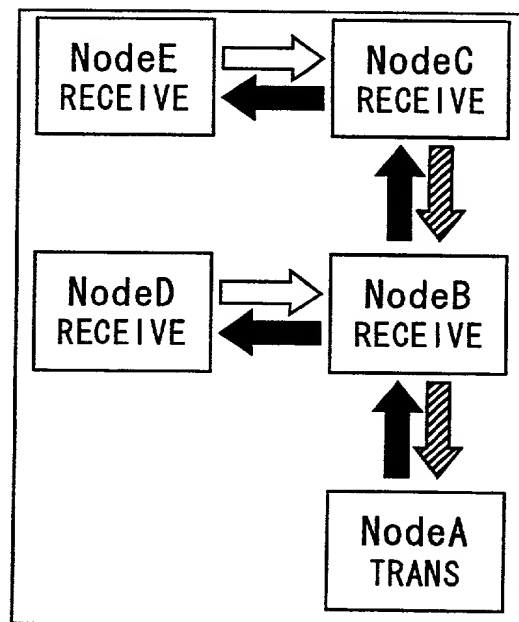 NodeE
RECEIVE
NodeC
RECEIVE
NodeD
RECEIVE
NodeB
RECEIVE
NodeA
TRANS